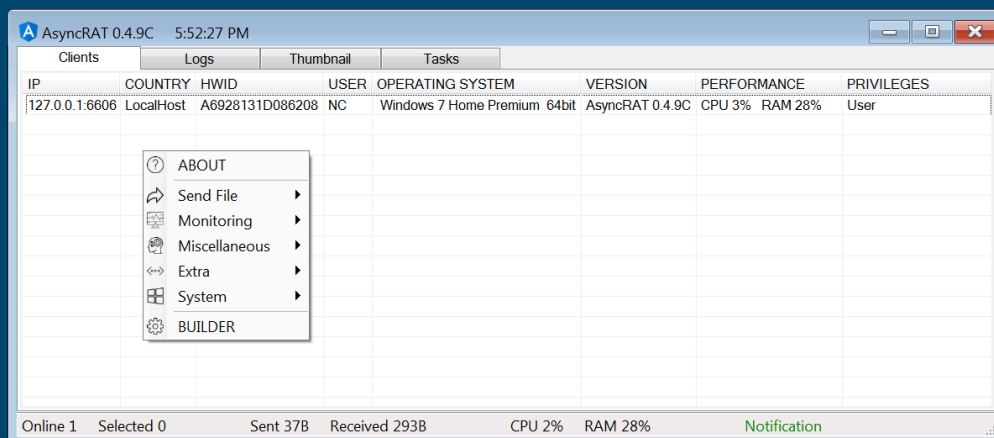 AsyncRAT 0.4.9C 5:52:27 PM
Clients Logs Thumbnail Tasks
IP COUNTRY HWID USER OPERATING SYSTEM VERSION PERFORMANCE PRIVILEGES
127.0.0.1:6606 LocalHost A6928131D086208 NC Windows 7 Home Premium 64bit AsyncRAT 0.4.9C CPU 3% RAM 28% User
ABOUT
Send File
Monitoring
Miscellaneous
Extra
System
BUILDER
Online 1 Selected 0 Sent 37B Received 293B CPU 2% RAM 28% Notification